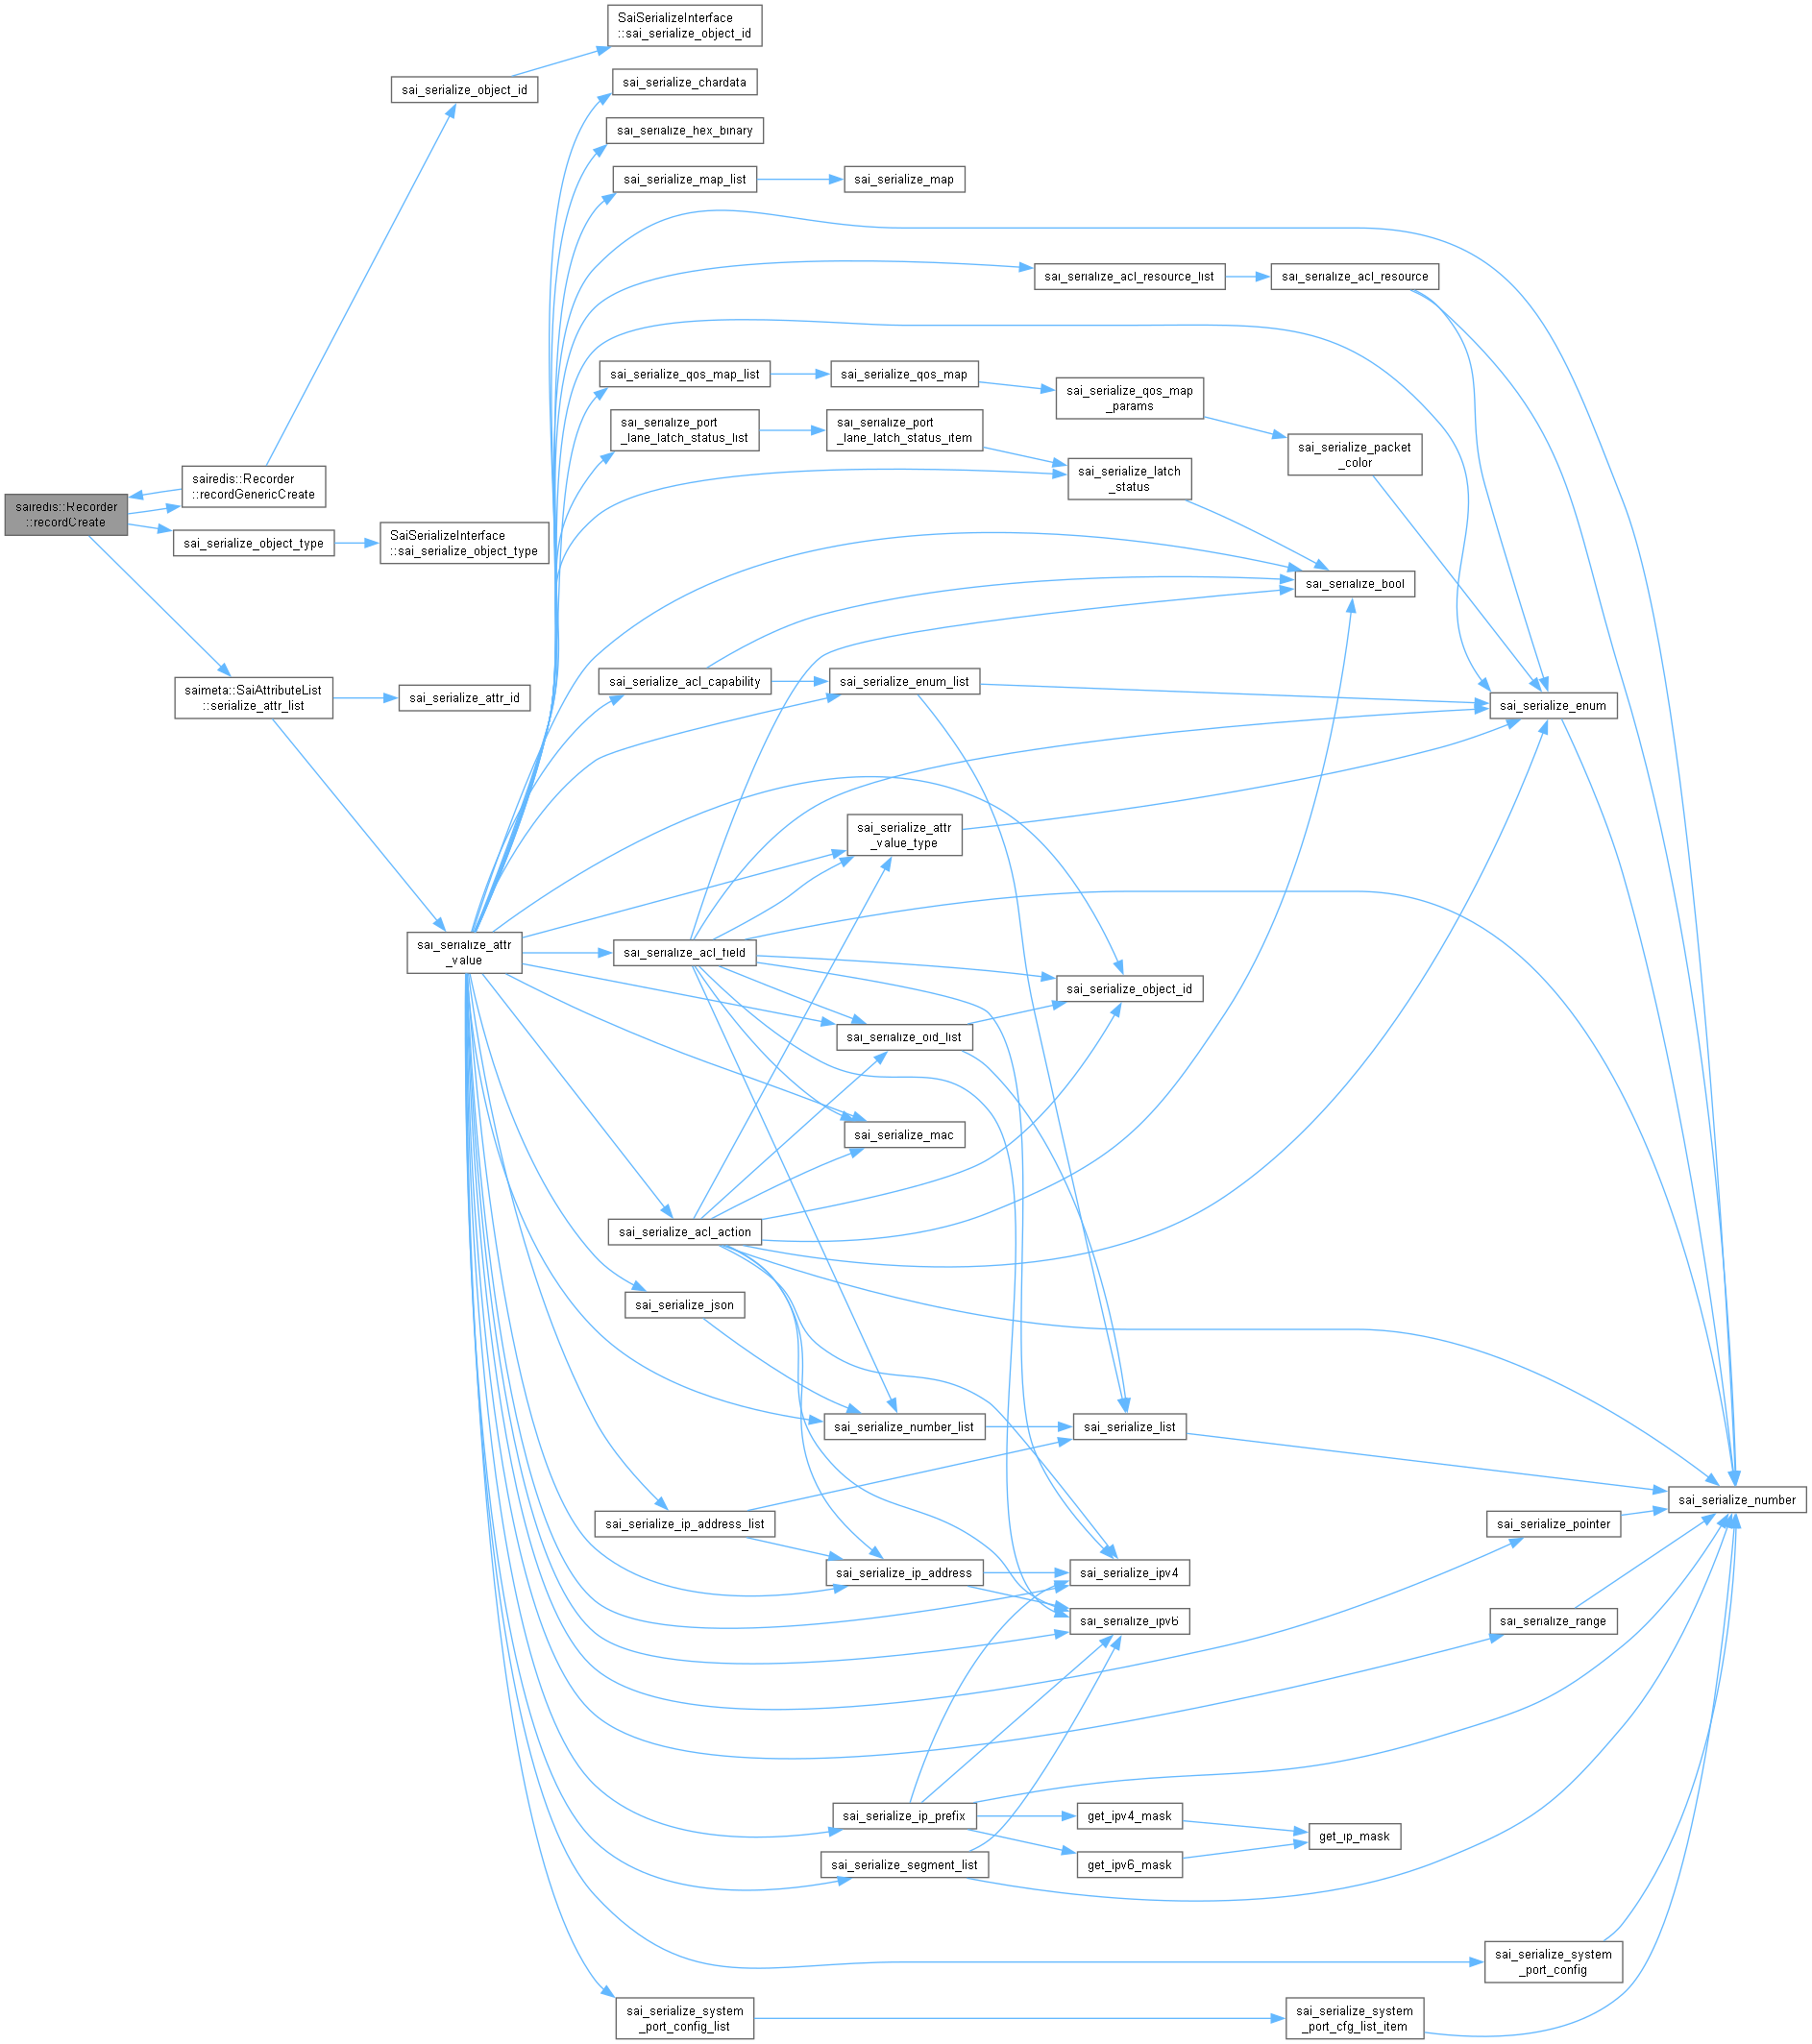 SaiSerializeInterface
::sai_serialize_object_id
sai_serialize_object_id
sai_serialize_chardata
sai_serialize_hex_binary
sai_serialize_map_list
sai_serialize_map
sai_serialize_acl_resource_list
sai_serialize_acl_resource
sai_serialize_qos_map_list
sai_serialize_qos_map
sai_serialize_qos_map
_params
sai_serialize_port
_lane_latch_status_list
sai_serialize_port
_lane_latch_status_item
sai_serialize_packet
_color
sai_serialize_latch
_status
sairedis::Recorder
::recordGenericCreate
sairedis::Recorder
::recordCreate
sai_serialize_object_type
SaiSerializeInterface
::sai_serialize_object_type
sai_serialize_bool
saimeta::SaiAttributeList
::serialize_attr_list
sai_serialize_attr_id
sai_serialize_acl_capability
sai_serialize_enum_list
sai_serialize_enum
sai_serialize_attr
_value_type
sai_serialize_attr
_value
sai_serialize_acl_field
sai_serialize_object_id
sai_serialize_oid_list
sai_serialize_mac
sai_serialize_acl_action
sai_serialize_json
sai_serialize_number_list
sai_serialize_list
sai_serialize_number
sai_serialize_ip_address_list
sai_serialize_pointer
sai_serialize_ip_address
sai_serialize_ipv4
sai_serialize_ipv6
sai_serialize_range
sai_serialize_ip_prefix
get_ipv4_mask
get_ip_mask
sai_serialize_segment_list
get_ipv6_mask
sai_serialize_system
_port_config
sai_serialize_system
_port_config_list
sai_serialize_system
_port_cfg_list_item